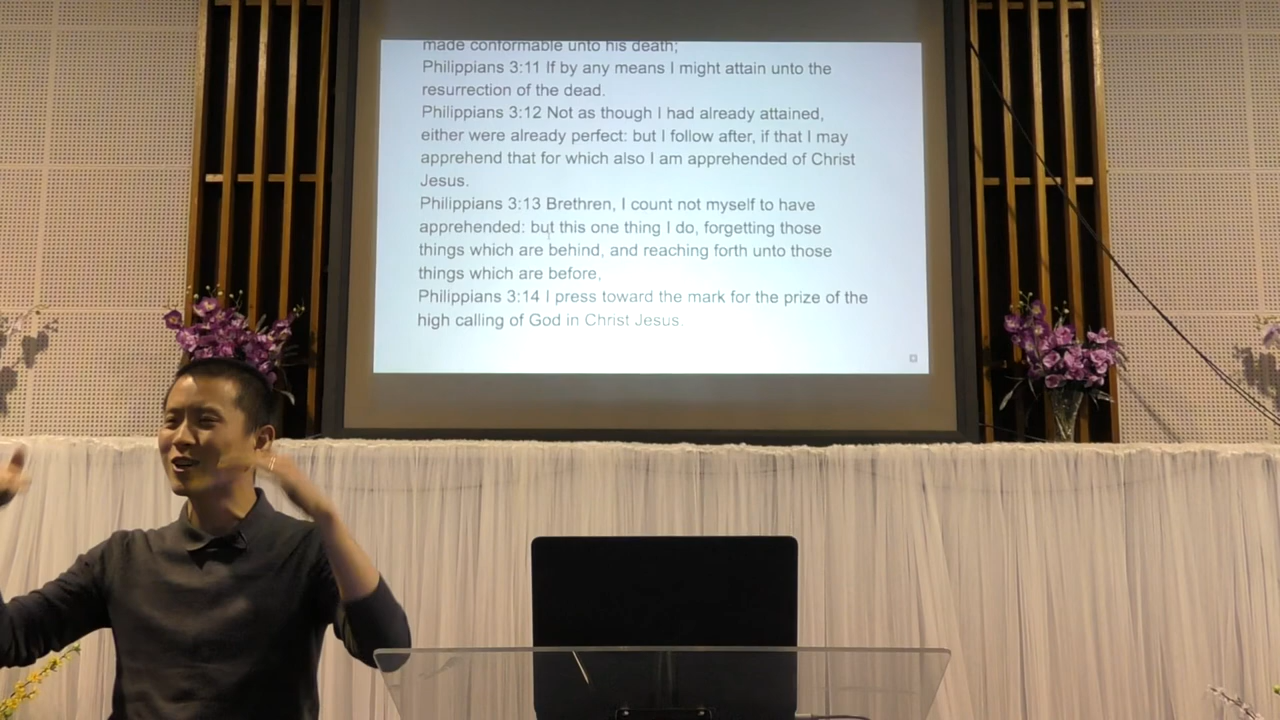 made conformable unto his death;
Philippians 3:11 If by any means I might attain unto the
resurrection of the dead.
Philippians 3:12 Not as though I had already attained,
either were already perfect: but I follow after, if that I may
apprehend that for which also I am apprehended of Christ
Jesus.
Philippians 3:13 Brethren, I count not myself to have
apprehended: but this one thing I do, forgetting those
things which are behind, and reaching forth unto those
things which are before,
Philippians 3:14 I press toward the mark for the prize of the
high calling of God in Christ Jesus.